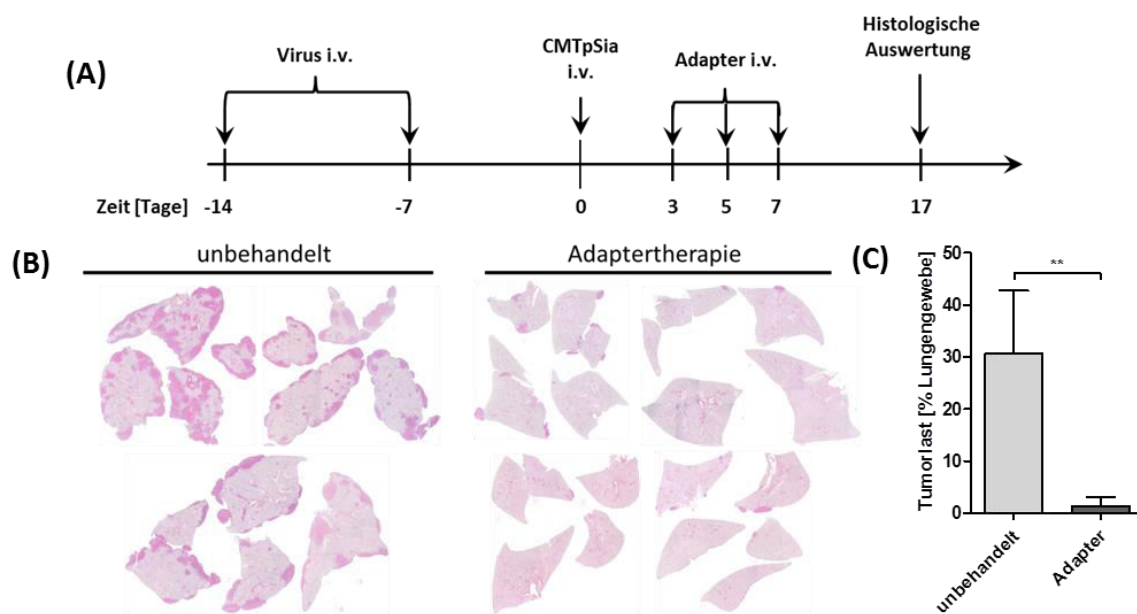 (A)
Virus i.v.
CMTpSia
i.v.
Adapter i.v.
Histologische
Auswertung
Zeit [Tage] -14 -7 0 3 5 7 17
(B)
unbehandelt
Adaptertherapie
(C)
Tumorlast [% Lungengewebe]
50
40
30
20
10
0
**
unbehandelt
Adapter